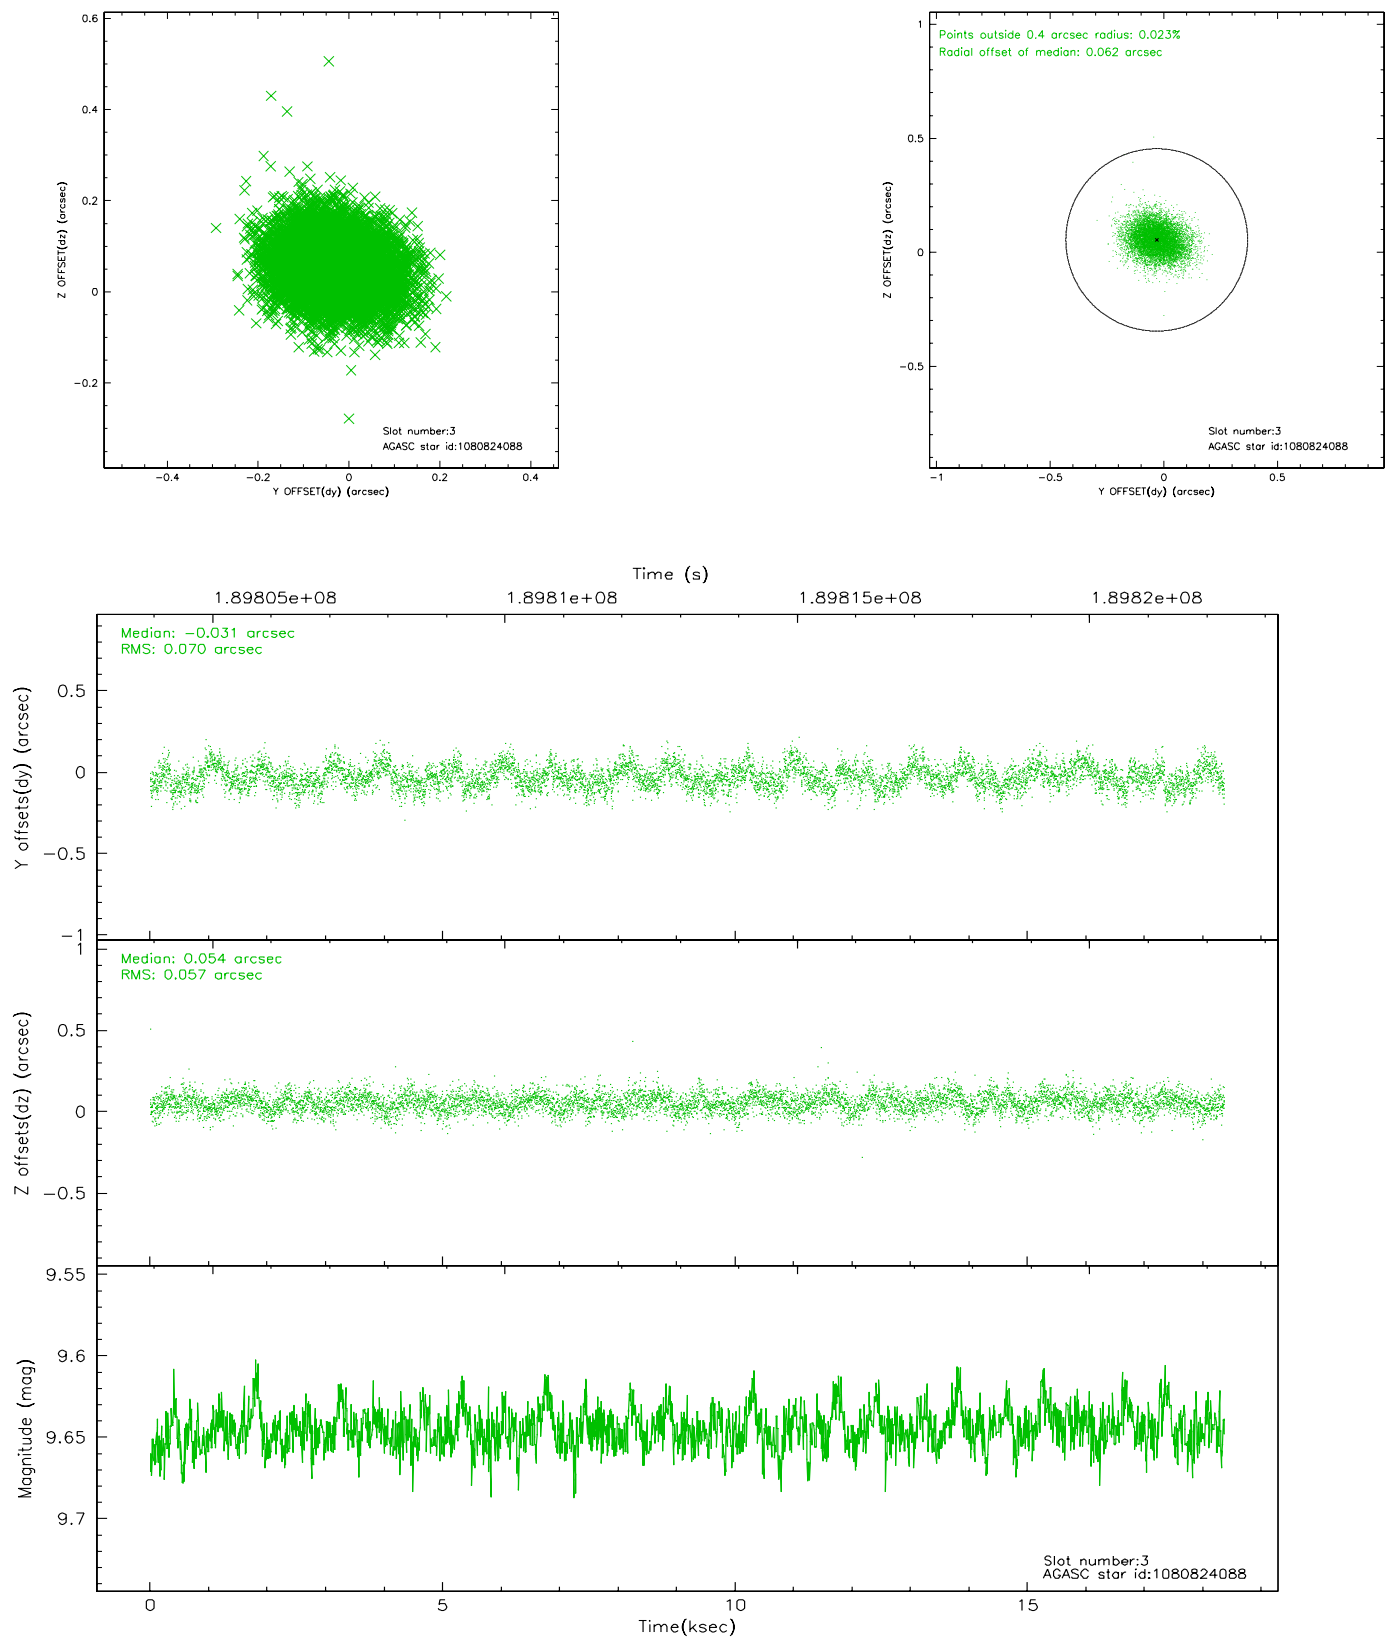 0.6
0.4
0.2
0
−0.2
Z OFFSET(dz) (arcsec)
Slot number:3
AGASC star id:1080824088
−0.4 −0.2 0 0.2 0.4
Y OFFSET(dy) (arcsec)
Points outside 0.4 arcsec radius: 0.023%
Radial offset of median: 0.062 arcsec
1
0.5
0
−0.5
Z OFFSET(dz) (arcsec)
Slot number:3
AGASC star id:1080824088
−1 −0.5 0 0.5
Y OFFSET(dy) (arcsec)
Time (s)
1.89805e+08 1.8981e+08 1.89815e+08 1.8982e+08
Median: −0.031 arcsec
RMS: 0.070 arcsec
0.5
0
−0.5
−1
Y offsets(dy) (arcsec)
Median: 0.054 arcsec
RMS: 0.057 arcsec
1
0.5
0
−0.5
Z offsets(dz) (arcsec)
9.55
9.6
9.65
9.7
Magnitude (mag)
Slot number:3
AGASC star id:1080824088
0 5 10 15
Time(ksec)